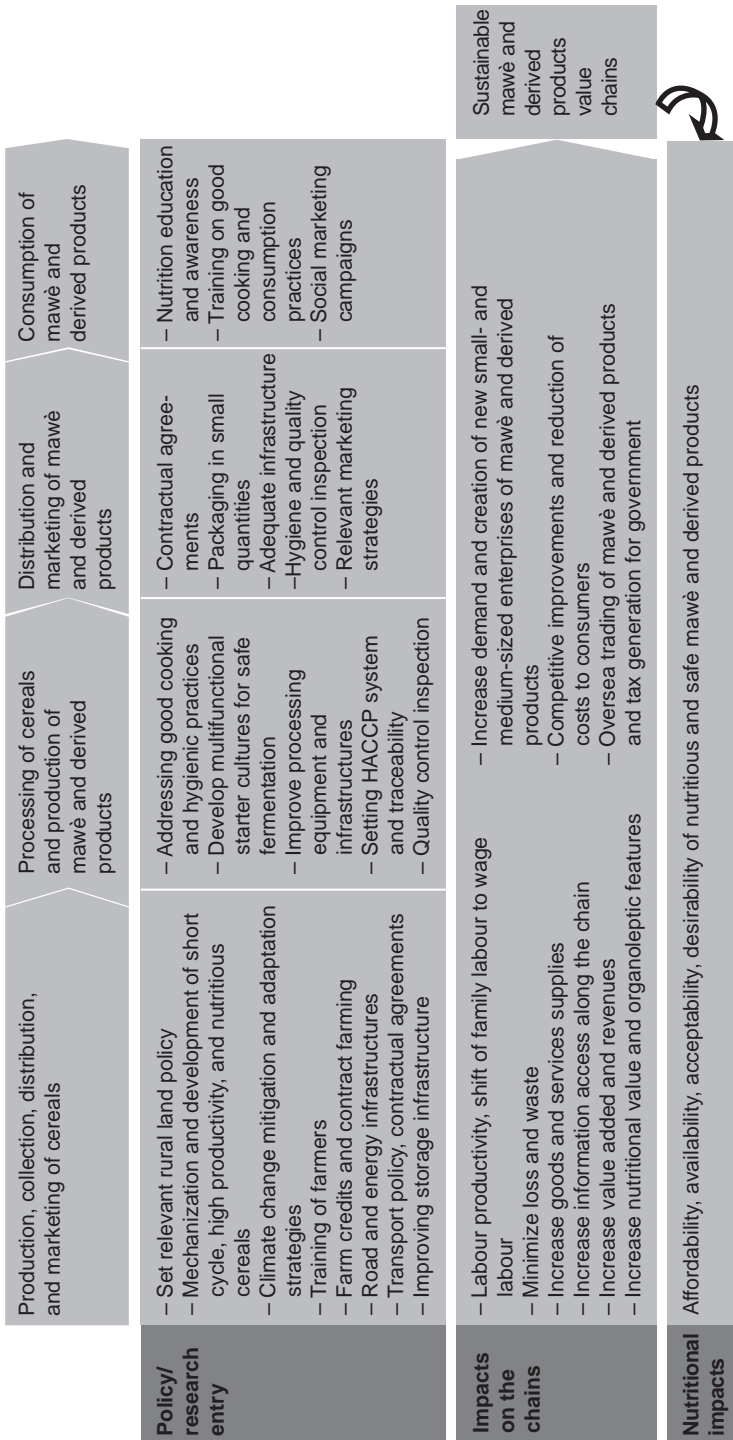 Production, collection, distribution,
and marketing of cereals
Processing of cereals
and production of
mawè and derived
products
Distribution and
marketing of mawè
and derived
products
Consumption of
mawè and
derived products
Policy/
research
entry
– Set relevant rural land policy
– Mechanization and development of short
cycle, high productivity, and nutritious
cereals
– Climate change mitigation and adaptation
strategies
– Training of farmers
– Farm credits and contract farming
– Road and energy infrastructures
– Transport policy, contractual agreements
– Improving storage infrastructure
– Addressing good cooking
and hygienic practices
– Develop multifunctional
starter cultures for safe
fermentation
– Improve processing
equipment and
infrastructures
– Setting HACCP system
and traceability
– Quality control inspection
– Contractual agree-
ments
– Packaging in small
quantities
– Adequate infrastructure
–Hygiene and quality
control inspection
– Relevant marketing
strategies
– Nutrition education
and awareness
– Training on good
cooking and
consumption
practices
– Social marketing
campaigns
Impacts
on the
chains
– Labour productivity, shift of family labour to wage
labour
– Minimize loss and waste
– Increase goods and services supplies
– Increase information access along the chain
– Increase value added and revenues
– Increase nutritional value and organoleptic features
– Increase demand and creation of new small- and
medium-sized enterprises of mawè and derived
products
– Competitive improvements and reduction of
costs to consumers
– Oversea trading of mawè and derived products
and tax generation for government
Sustainable
mawè and
derived
products
value
chains
Nutritional
impacts
Affordability, availability, acceptability, desirability of nutritious and safe mawè and derived products